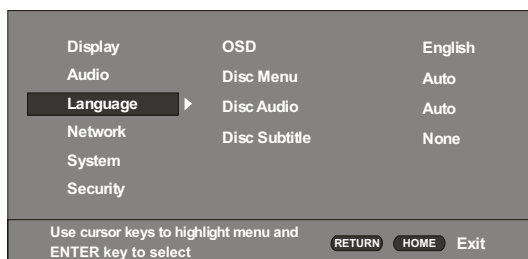 Display OSD English
Audio Disc Menu Auto
Language Disc Audio Auto
Network Disc Subtitle None
System
Security
Use cursor keys to highlight menu and
ENTER key to select RETURN HOME Exit